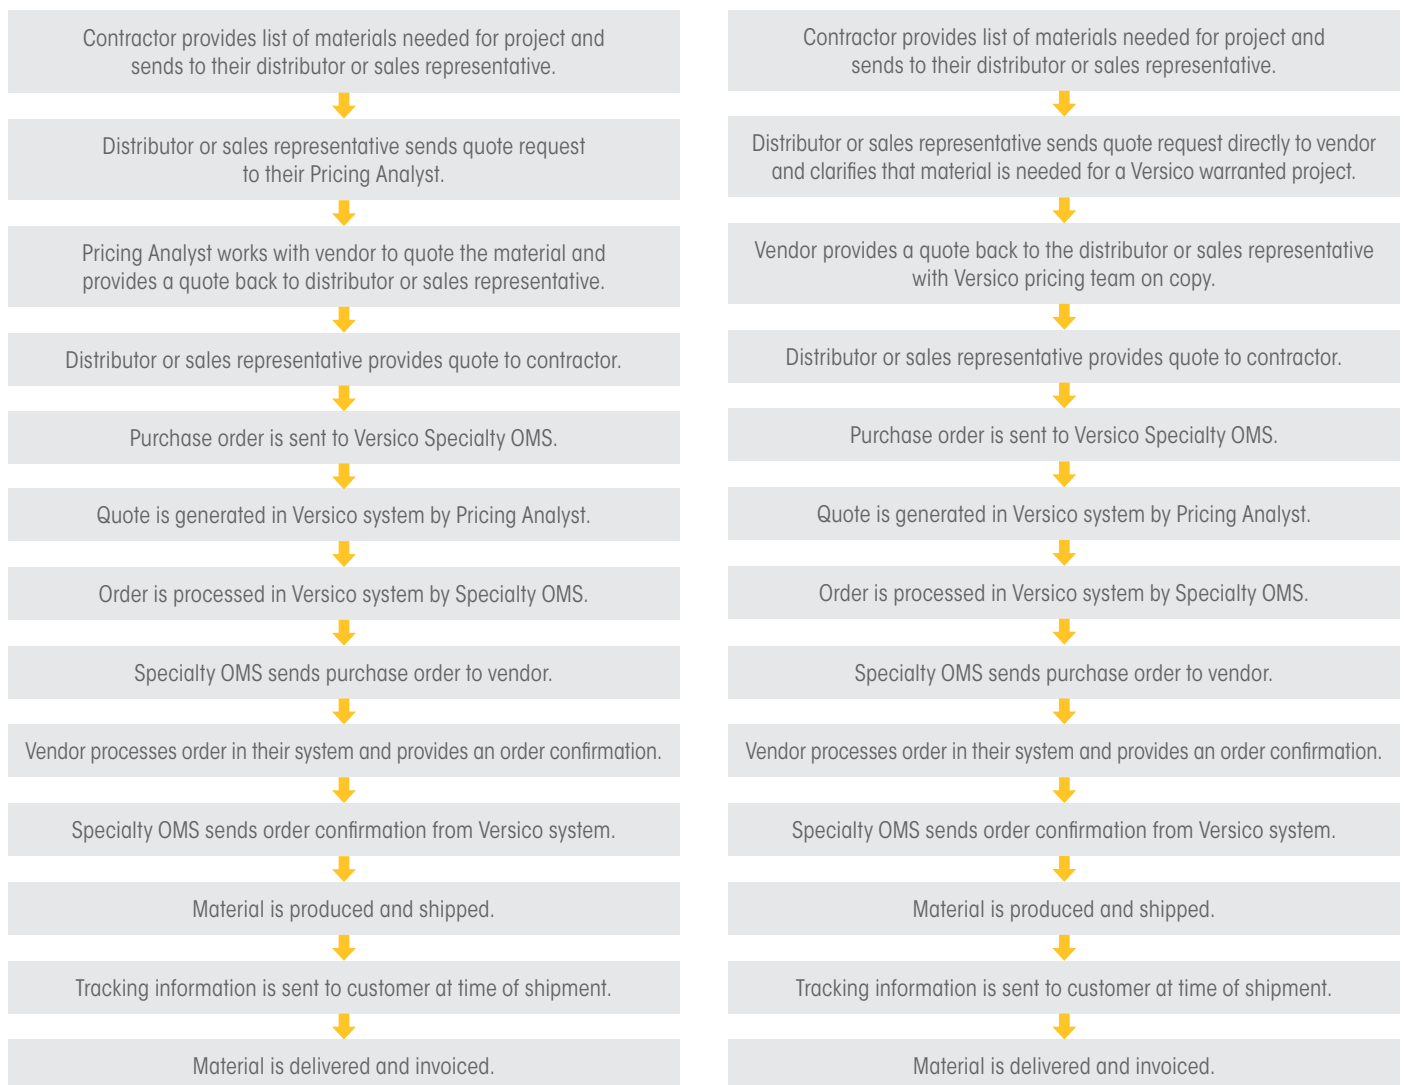 Contractor provides list of materials needed for project and
sends to their distributor or sales representative.
Distributor or sales representative sends quote request
to their Pricing Analyst.
Pricing Analyst works with vendor to quote the material and
provides a quote back to distributor or sales representative.
Distributor or sales representative provides quote to contractor.
Purchase order is sent to Versico Specialty OMS.
Quote is generated in Versico system by Pricing Analyst.
Order is processed in Versico system by Specialty OMS.
Specialty OMS sends purchase order to vendor.
Vendor processes order in their system and provides an order confirmation.
Specialty OMS sends order confirmation from Versico system.
Material is produced and shipped.
Tracking information is sent to customer at time of shipment.
Material is delivered and invoiced.
Contractor provides list of materials needed for project and
sends to their distributor or sales representative.
Distributor or sales representative sends quote request directly to vendor
and clarifies that material is needed for a Versico warranted project.
Vendor provides a quote back to the distributor or sales representative
with Versico pricing team on copy.
Distributor or sales representative provides quote to contractor.
Purchase order is sent to Versico Specialty OMS.
Quote is generated in Versico system by Pricing Analyst.
Order is processed in Versico system by Specialty OMS.
Specialty OMS sends purchase order to vendor.
Vendor processes order in their system and provides an order confirmation.
Specialty OMS sends order confirmation from Versico system.
Material is produced and shipped.
Tracking information is sent to customer at time of shipment.
Material is delivered and invoiced.